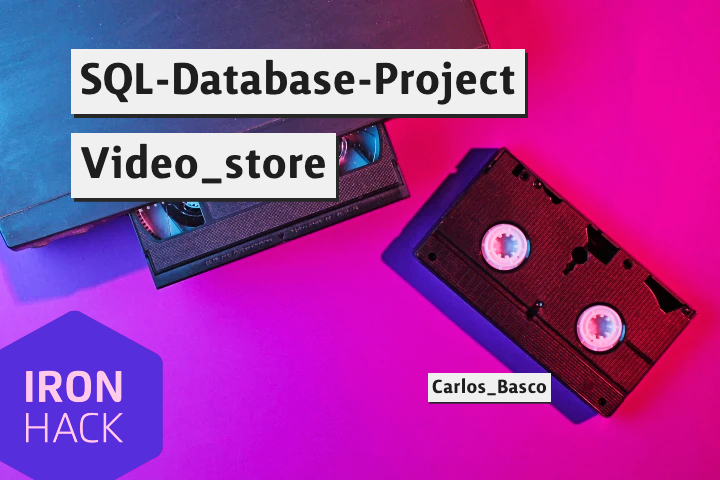 SQL-Database-Project
Video_store
Carlos_Basco
IRON
HACK